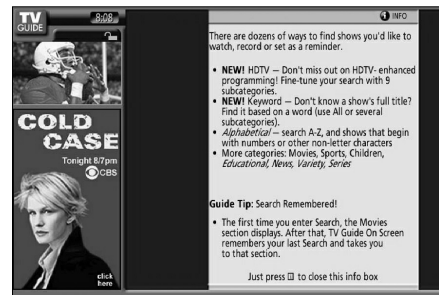 TV
GUIDE
8:08
COLD
CASE
Tonight 8/7pm
CBS
click
here
INFO
There are dozens of ways to find shows you'd like to
watch, record or set as a reminder.
• NEW! HDTV — Don't miss out on HDTV- enhanced
programming! Fine-tune your search with 9
subcategories.
• NEW! Keyword — Don't know a show's full title?
Find it based on a word (use All or several
subcategories).
• Alphabetical — search A-Z, and shows that begin
with numbers or other non-letter characters
• More categories: Movies, Sports, Children,
Educational, News, Variety, Series
Guide Tip: Search Remembered!
• The first time you enter Search, the Movies
section displays. After that, TV Guide On Screen
remembers your last Search and takes you
to that section.
Just press i to close this info box